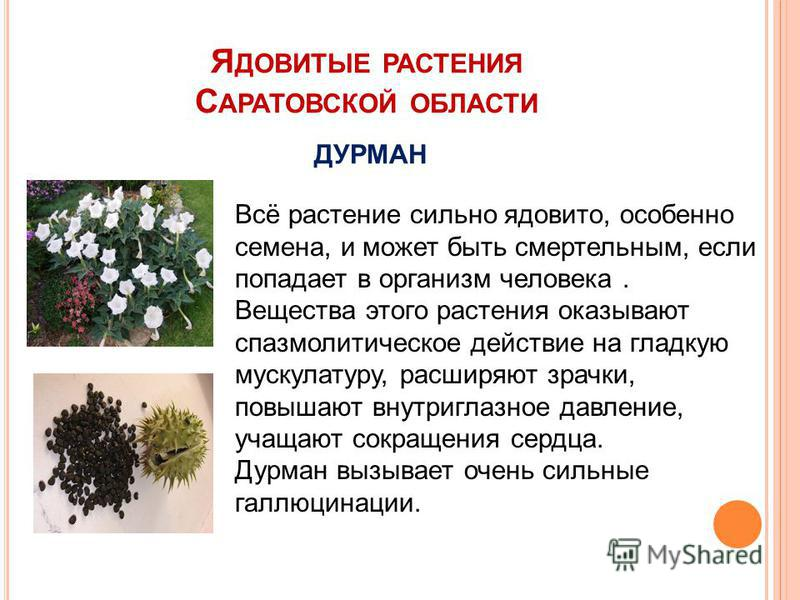 Ядовитые растения
Саратовской области
ДУРМАН
Всё растение сильно ядовито, особенно
семена, и может быть смертельным, если
попадает в организм человека .
Вещества этого растения оказывают
спазмолитическое действие на гладкую
мускулатуру, расширяют зрачки,
повышают внутриглазное давление,
учащают сокращения сердца.
Дурман вызывает очень сильные
галлюцинации.
MyShared